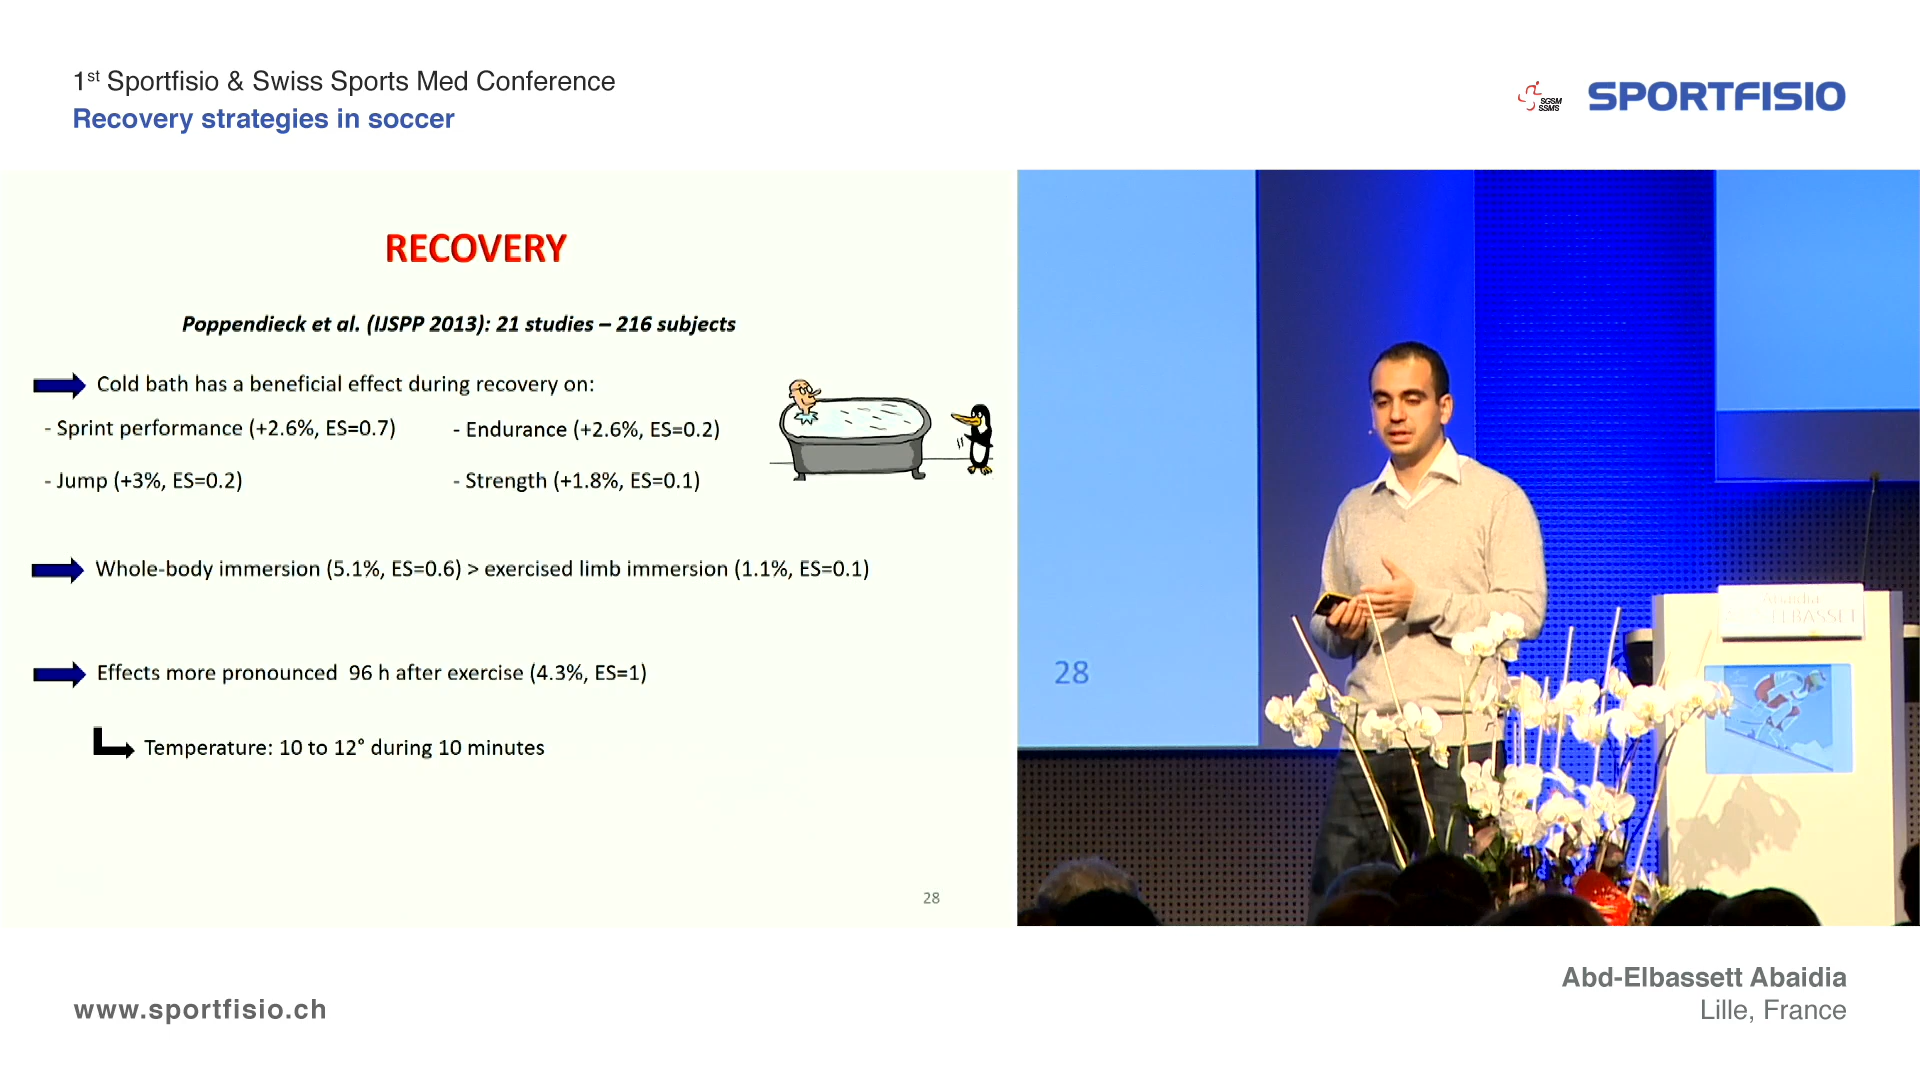 1st Sportfisio & Swiss Sports Med Conference
Recovery strategies in soccer
SGSM
SSMS
SPORTFISIO
RECOVERY
Poppendieck et al. (IJSPP 2013): 21 studies – 216 subjects
Cold bath has a beneficial effect during recovery on:
- Sprint performance (+2.6%, ES=0.7)
- Endurance (+2.6%, ES=0.2)
- Jump (+3%, ES=0.2)
- Strength (+1.8%, ES=0.1)
Whole-body immersion (5.1%, ES=0.6) > exercised limb immersion (1.1%, ES=0.1)
Effects more pronounced 96 h after exercise (4.3%, ES=1)
Temperature: 10 to 12° during 10 minutes
28
28
Abaidia
Abd-Elbassett Abaidia
Lille, France
www.sportfisio.ch